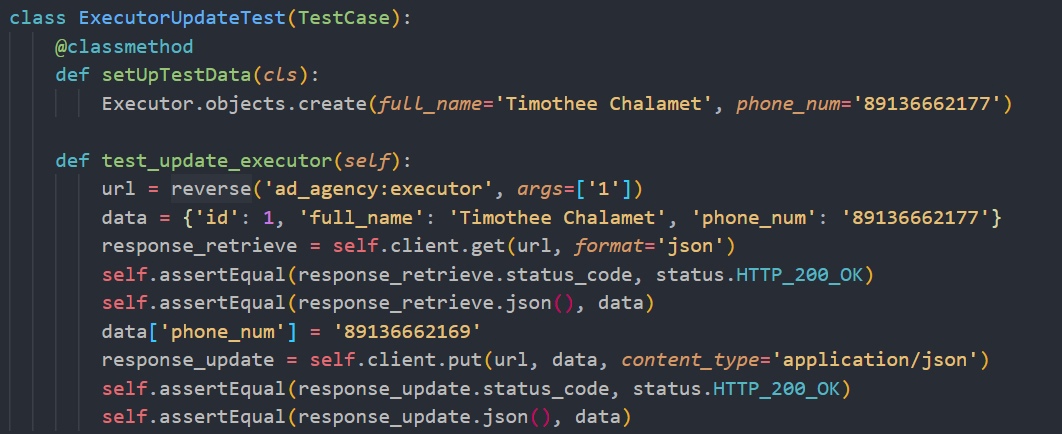 class ExecutorUpdateTest(TestCase):
    @classmethod
    def setUpTestData(cls):
        Executor.objects.create(full_name='Timothee Chalamet', phone_num='89136662177')
    def test_update_executor(self):
        url = reverse('ad_agency:executor', args=['1'])
        data = {'id': 1, 'full_name': 'Timothee Chalamet', 'phone_num': '89136662177'}
        response_retrieve = self.client.get(url, format='json')
        self.assertEqual(response_retrieve.status_code, status.HTTP_200_OK)
        self.assertEqual(response_retrieve.json(), data)
        data['phone_num'] = '89136662169'
        response_update = self.client.put(url, data, content_type='application/json')
        self.assertEqual(response_update.status_code, status.HTTP_200_OK)
        self.assertEqual(response_update.json(), data)